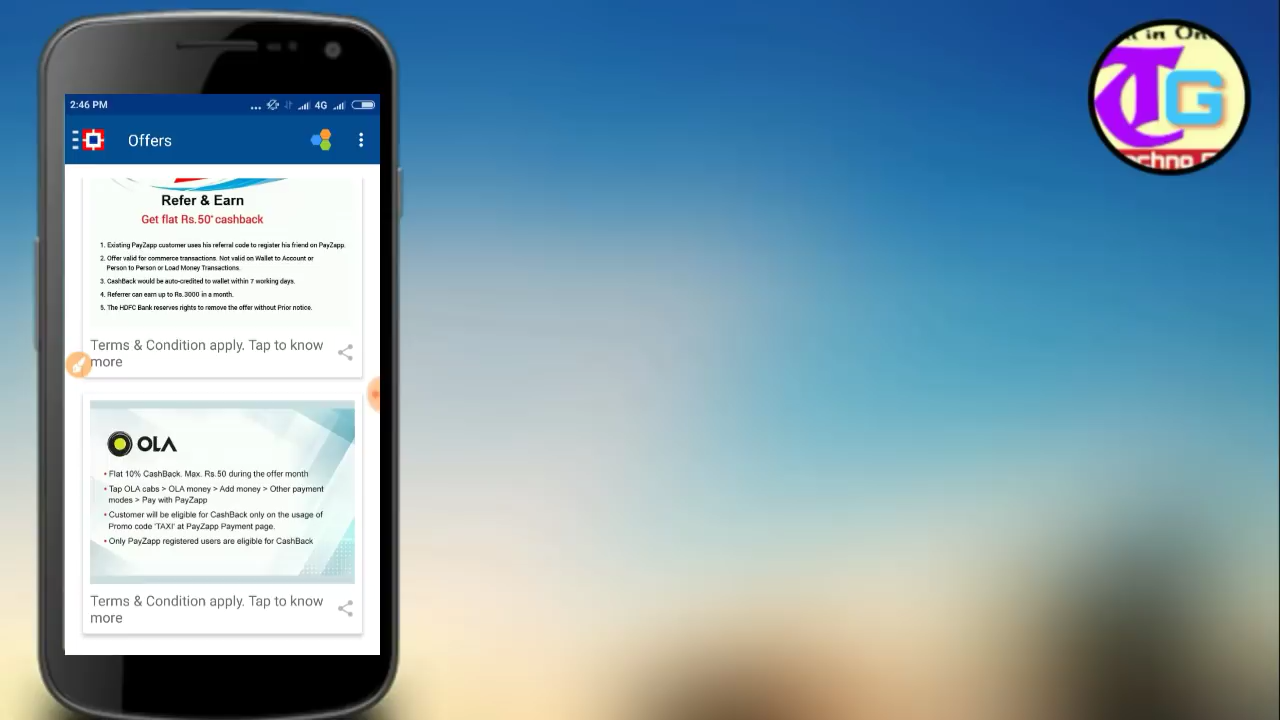 2:46 PM
4G
Offers
Refer & Earn
Get flat Rs.50* cashback
1. Existing PayZapp customer uses his referral code to register his friend on PayZapp.
2. Offer valid for commerce transactions. Not valid on Wallet to Account or
Person to Person or Load Money Transactions.
3. CashBack would be auto-credited to wallet within 7 working days.
4. Referrer can earn up to Rs.3000 in a month.
5. The HDFC Bank reserves rights to remove the offer without Prior notice.
Terms & Condition apply. Tap to know
more
OLA
• Flat 10% CashBack. Max. Rs.50 during the offer month
• Tap OLA cabs > OLA money > Add money > Other payment
modes > Pay with PayZapp
• Customer will be eligible for CashBack only on the usage of
Promo code 'TAXI' at PayZapp Payment page.
• Only PayZapp registered users are eligible for CashBack
Terms & Condition apply. Tap to know
more
in On
TG
echno